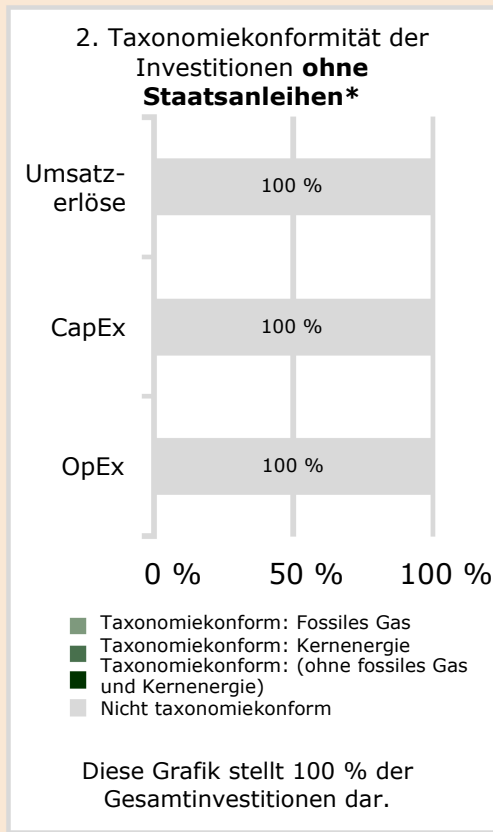 2. Taxonomiekonformität der
Investitionen ohne
Staatsanleihen*
Umsatz-
erlöse
100 %
CapEx
100 %
OpEx
100 %
0 % 50 % 100 %
Taxonomiekonform: Fossiles Gas
Taxonomiekonform: Kernenergie
Taxonomiekonform: (ohne fossiles Gas
und Kernenergie)
Nicht taxonomiekonform
Diese Grafik stellt 100 % der
Gesamtinvestitionen dar.